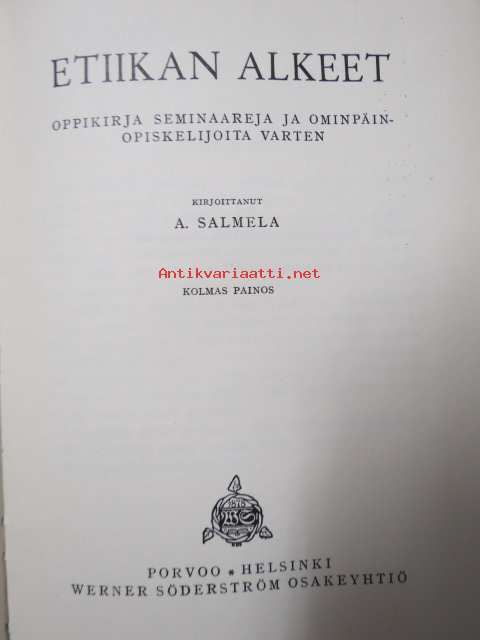 ETIIKAN ALKEET
OPPIKIRJA SEMINAAREJA JA OMINPÄIN-
OPISKELIJOITA VARTEN
KIRJOITTANUT
A. SALMELA
Antikvariaatti.net
KOLMAS PAINOS
PORVOO * HELSINKI
WERNER SÖDERSTRÖM OSAKEYHTIÖ